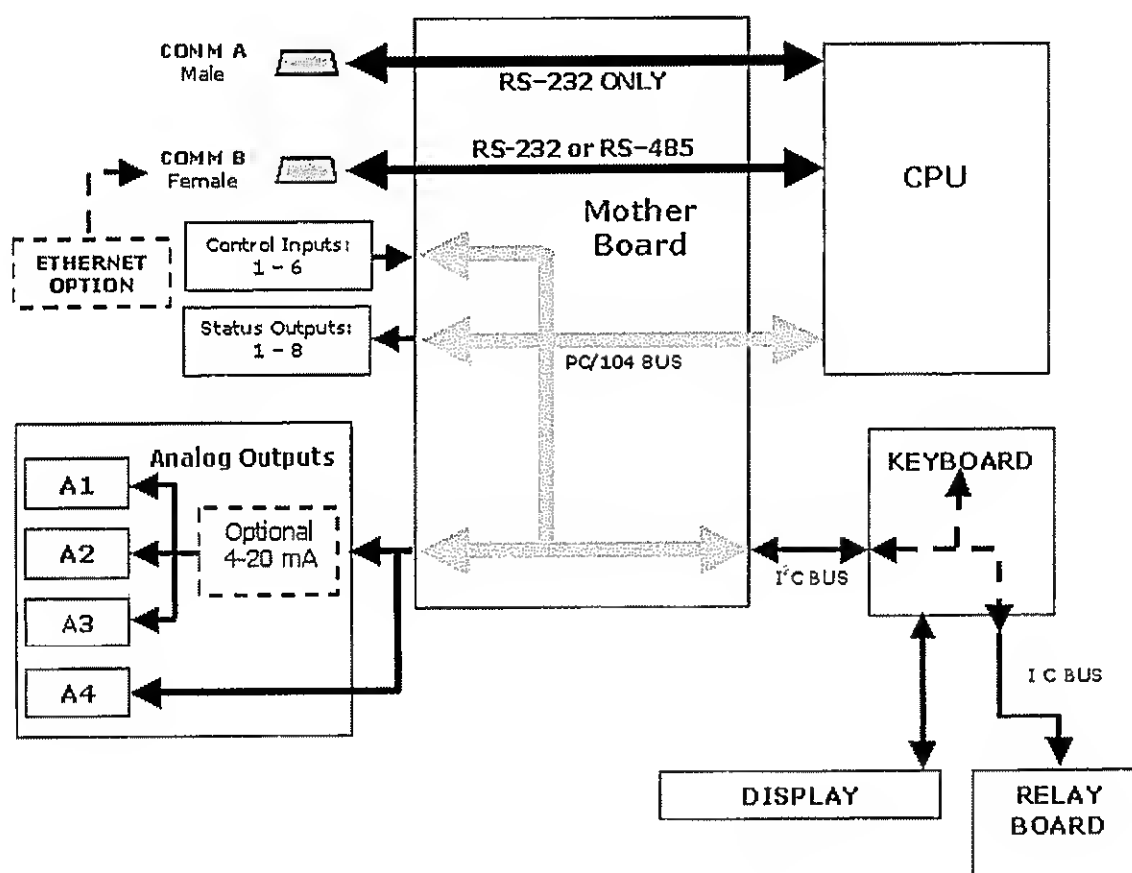 COMM A
Male
RS-232 ONLY
COMM B
Female
RS-232 or RS-485
CPU
Mother
Board
ETHERNET
OPTION
Control Inputs:
1 - 6
Status Outputs:
1 - 8
PC/104 BUS
Analog Outputs
A1
A2
A3
A4
Optional
4-20 mA
I²C BUS
KEYBOARD
I C BUS
DISPLAY
RELAY
BOARD